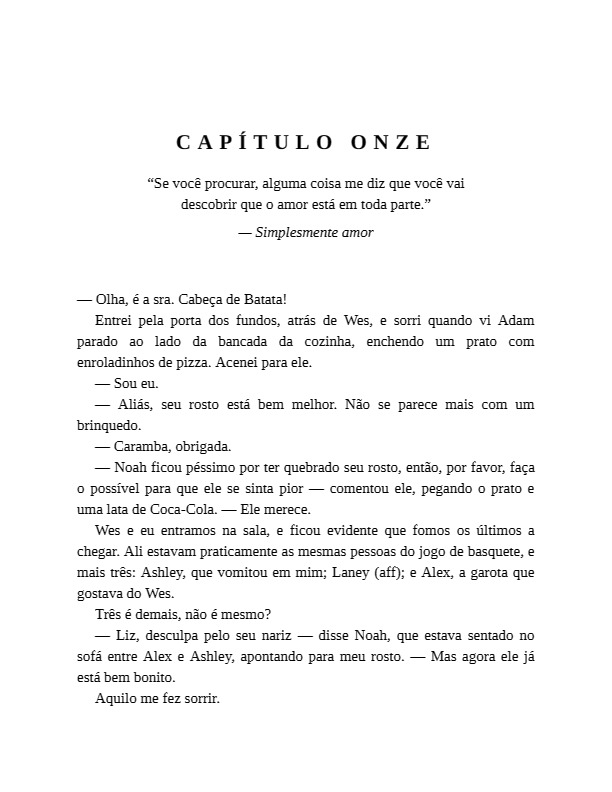 CAPÍTULO ONZE
“Se você procurar, alguma coisa me diz que você vai
descobrir que o amor está em toda parte.”
— Simplesmente amor
— Olha, é a sra. Cabeça de Batata!
Entrei pela porta dos fundos, atrás de Wes, e sorri quando vi Adam
parado ao lado da bancada da cozinha, enchendo um prato com
enroladinhos de pizza. Acenei para ele.
— Sou eu.
— Aliás, seu rosto está bem melhor. Não se parece mais com um
brinquedo.
— Caramba, obrigada.
— Noah ficou péssimo por ter quebrado seu rosto, então, por favor, faça
o possível para que ele se sinta pior — comentou ele, pegando o prato e
uma lata de Coca-Cola. — Ele merece.
Wes e eu entramos na sala, e ficou evidente que fomos os últimos a
chegar. Ali estavam praticamente as mesmas pessoas do jogo de basquete, e
mais três: Ashley, que vomitou em mim; Laney (aff); e Alex, a garota que
gostava do Wes.
Três é demais, não é mesmo?
— Liz, desculpa pelo seu nariz — disse Noah, que estava sentado no
sofá entre Alex e Ashley, apontando para meu rosto. — Mas agora ele já
está bem bonito.
Aquilo me fez sorrir.